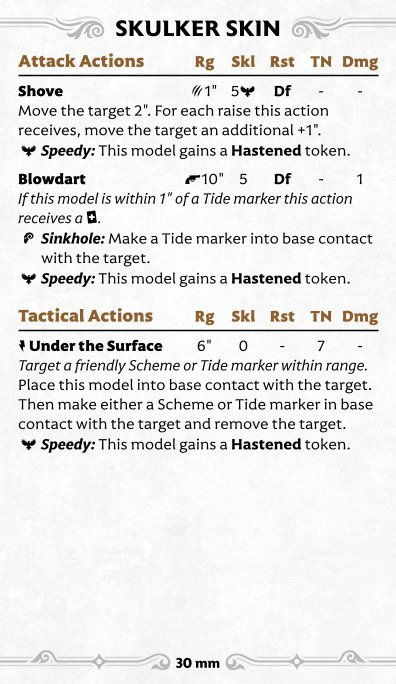 SKULKER SKIN
Attack Actions Rg Skl Rst TN Dmg
Shove 1" 5 Df - -
Move the target 2". For each raise this action
receives, move the target an additional +1".
Speedy: This model gains a Hastened token.
Blowdart 10" 5 Df - 1
If this model is within 1" of a Tide marker this action
receives a .
Sinkhole: Make a Tide marker into base contact
with the target.
Speedy: This model gains a Hastened token.
Tactical Actions Rg Skl Rst TN Dmg
Under the Surface 6" 0 - 7 -
Target a friendly Scheme or Tide marker within range.
Place this model into base contact with the target.
Then make either a Scheme or Tide marker in base
contact with the target and remove the target.
Speedy: This model gains a Hastened token.
30 mm